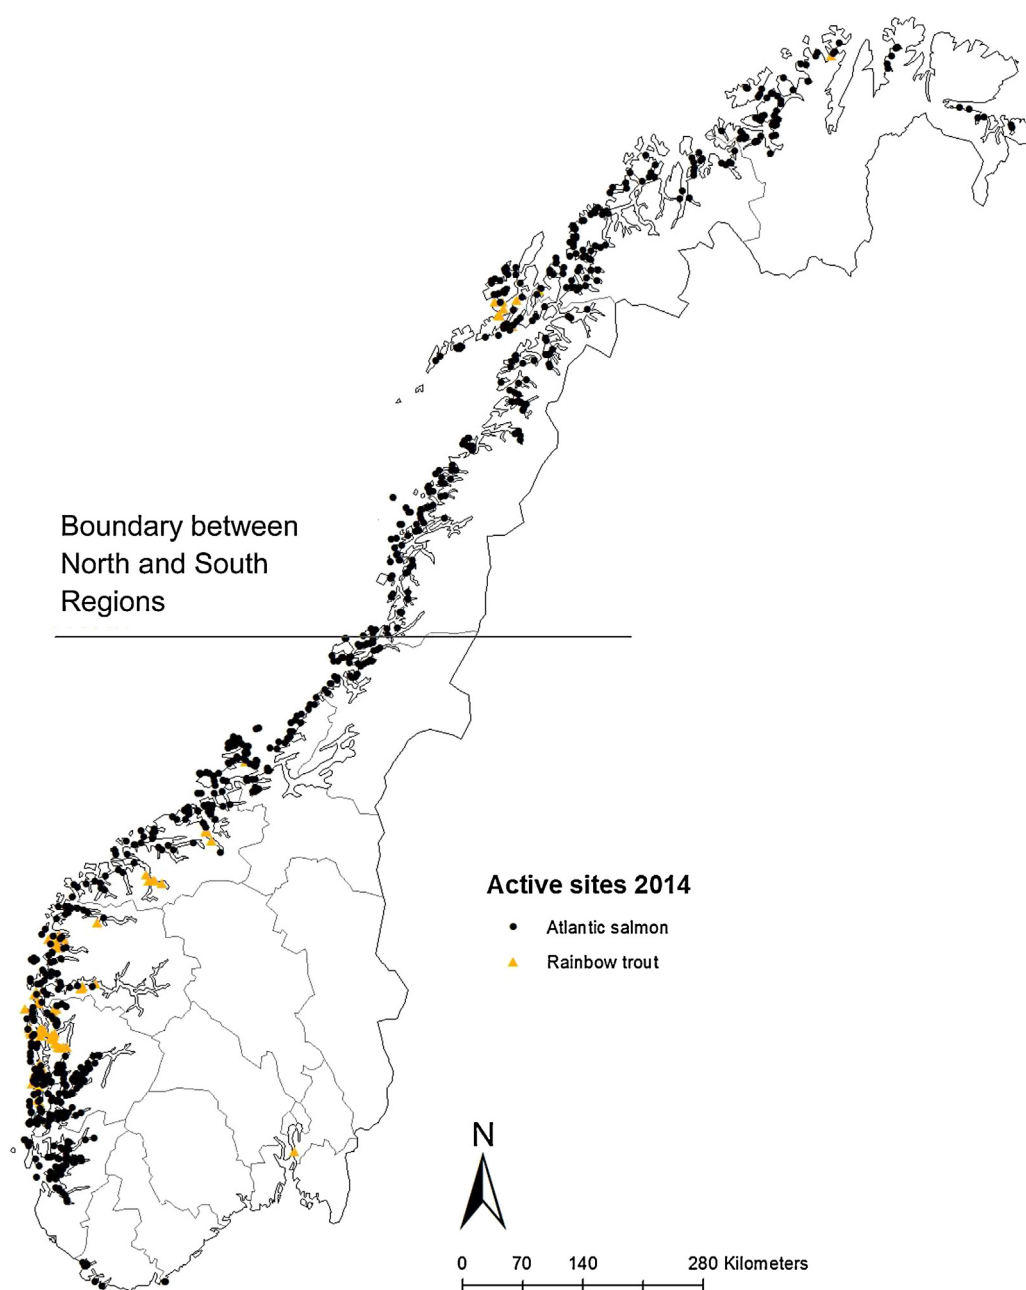 Boundary between
North and South
Regions
Active sites 2014
Atlantic salmon
Rainbow trout
N
0 70 140 280 Kilometers